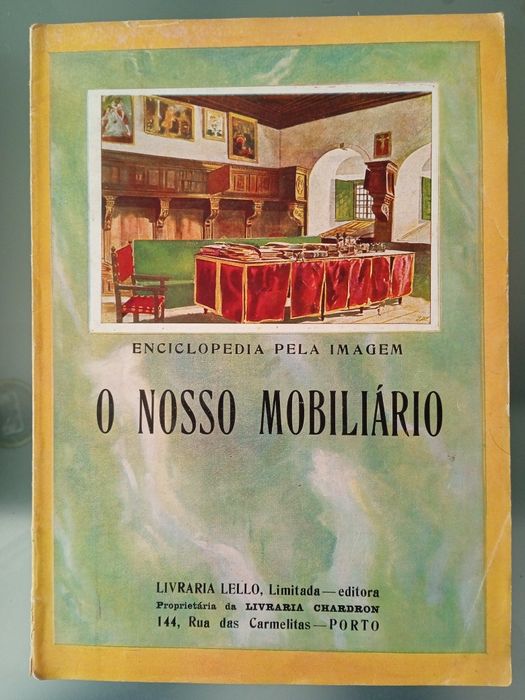 ENCICLOPEDIA PELA IMAGEM
O NOSSO MOBILIÁRIO
LIVRARIA LELLO, Limitada — editora
Proprietária da LIVRARIA CHARDRON
144, Rua das Carmelitas — PORTO